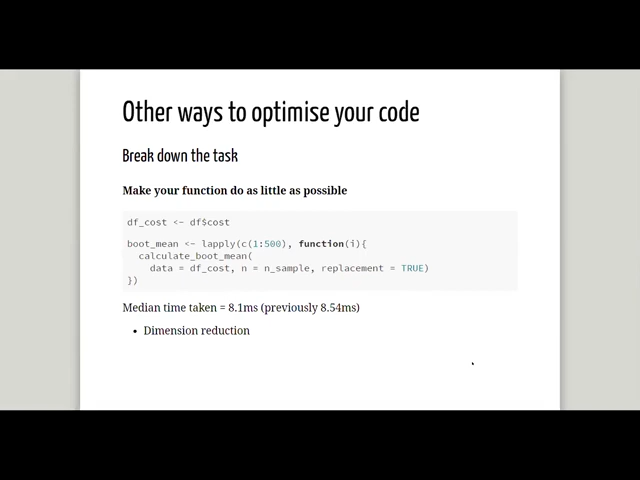 Other ways to optimise your code
Break down the task
Make your function do as little as possible
df_cost <- df$cost
boot_mean <- lapply(c(1:500), function(i){
calculate_boot_mean(
data = df_cost, n = n_sample, replacement = TRUE)
})
Median time taken = 8.1ms (previously 8.54ms)
• Dimension reduction